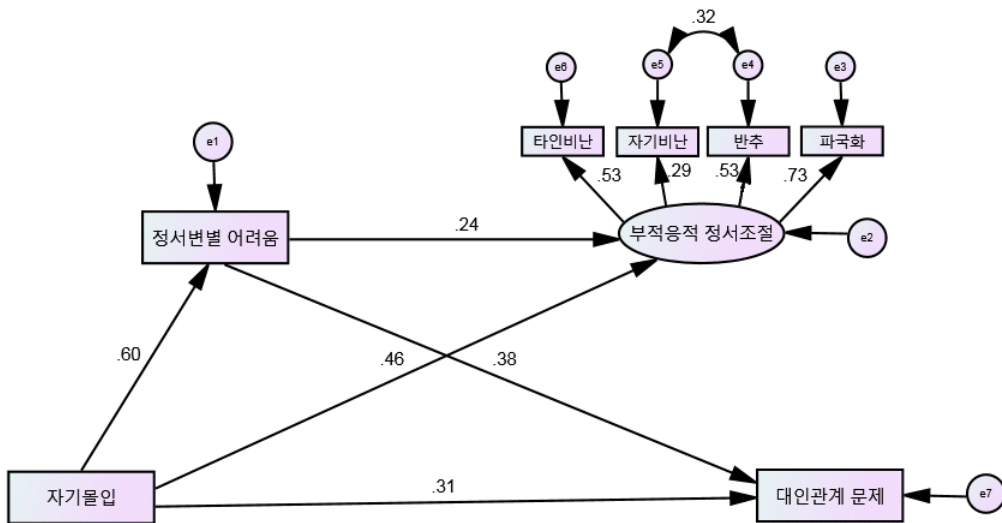 .32
e6
e5
e4
e3
타인비난
자기비난
반추
파국화
e1
.53
.29
.53
.73
정서변별 어려움
.24
부적응적 정서조절
e2
.60
.46
.38
자기몰입
.31
대인관계 문제
e7